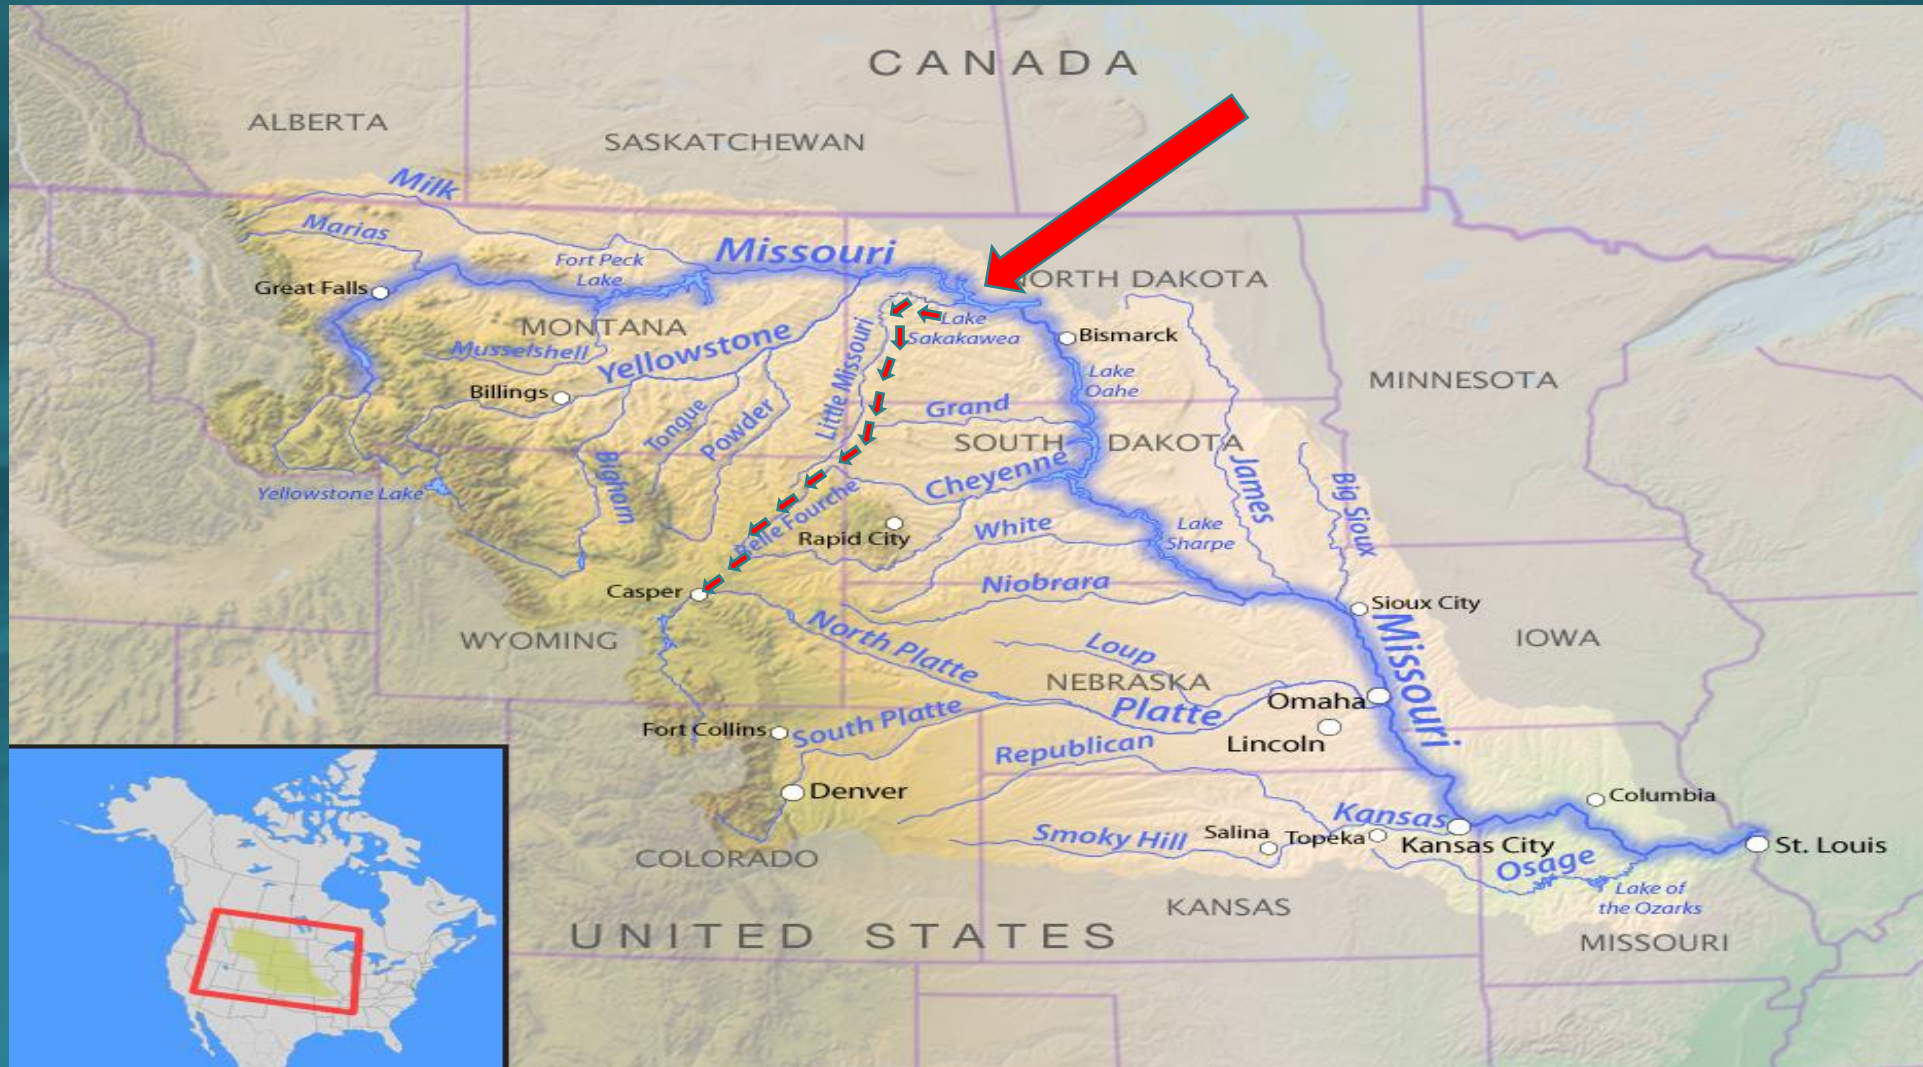 CANADA
ALBERTA
SASKATCHEWAN
Milk
Marias
Missouri
Fort Peck
Lake
NORTH DAKOTA
Great Falls
MONTANA
Lake
Sakakawea
Bismarck
Musselshell
Yellowstone
Little Missouri
Lake
Oahe
MINNESOTA
Billings
Tongue
Powder
Grand
SOUTH DAKOTA
Bighorn
Cheyenne
James
Big Sioux
Yellowstone Lake
Belle Fourche
Rapid City
White
Lake
Sharpe
Casper
Niobrara
Sioux City
WYOMING
North Platte
Loup
Missouri
IOWA
NEBRASKA
Omaha
Fort Collins
South Platte
Platte
Lincoln
Republican
Denver
Columbia
Kansas
COLORADO
Smoky Hill
Salina
Topeka
Kansas City
St. Louis
Osage
Lake of
the Ozarks
KANSAS
UNITED STATES
MISSOURI